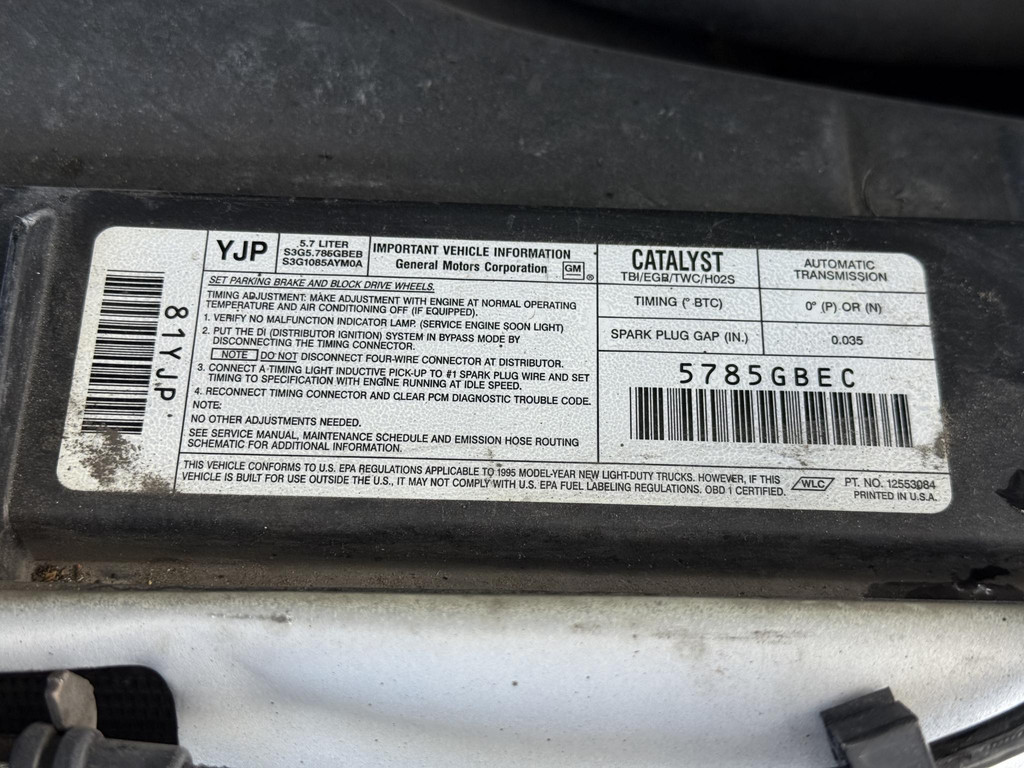 81YJP
YJP
5.7 LITER
S3G5.785GBEB
S3G1085AYM0A
IMPORTANT VEHICLE INFORMATION
General Motors Corporation
GM ®
SET PARKING BRAKE AND BLOCK DRIVE WHEELS.
TIMING ADJUSTMENT: MAKE ADJUSTMENT WITH ENGINE AT NORMAL OPERATING
TEMPERATURE AND AIR CONDITIONING OFF (IF EQUIPPED).
1. VERIFY NO MALFUNCTION INDICATOR LAMP. (SERVICE ENGINE SOON LIGHT)
2. PUT THE DI (DISTRIBUTOR IGNITION) SYSTEM IN BYPASS MODE BY
DISCONNECTING THE TIMING CONNECTOR.
NOTE DO NOT DISCONNECT FOUR-WIRE CONNECTOR AT DISTRIBUTOR.
3. CONNECT A TIMING LIGHT INDUCTIVE PICK-UP TO #1 SPARK PLUG WIRE AND SET
TIMING TO SPECIFICATION WITH ENGINE RUNNING AT IDLE SPEED.
4. RECONNECT TIMING CONNECTOR AND CLEAR PCM DIAGNOSTIC TROUBLE CODE.
NOTE:
NO OTHER ADJUSTMENTS NEEDED.
SEE SERVICE MANUAL, MAINTENANCE SCHEDULE AND EMISSION HOSE ROUTING
SCHEMATIC FOR ADDITIONAL INFORMATION.
CATALYST
TBI/EGR/TWC/HO2S
AUTOMATIC
TRANSMISSION
TIMING (° BTC) 0° (P) OR (N)
SPARK PLUG GAP (IN.) 0.035
5785GBEC
THIS VEHICLE CONFORMS TO U.S. EPA REGULATIONS APPLICABLE TO 1995 MODEL-YEAR NEW LIGHT-DUTY TRUCKS. HOWEVER, IF THIS
VEHICLE IS BUILT FOR USE OUTSIDE THE U.S., IT MAY NOT COMPLY WITH U.S. EPA FUEL LABELING REGULATIONS. OBD 1 CERTIFIED.
WLC
PT. NO. 12553984
PRINTED IN U.S.A.